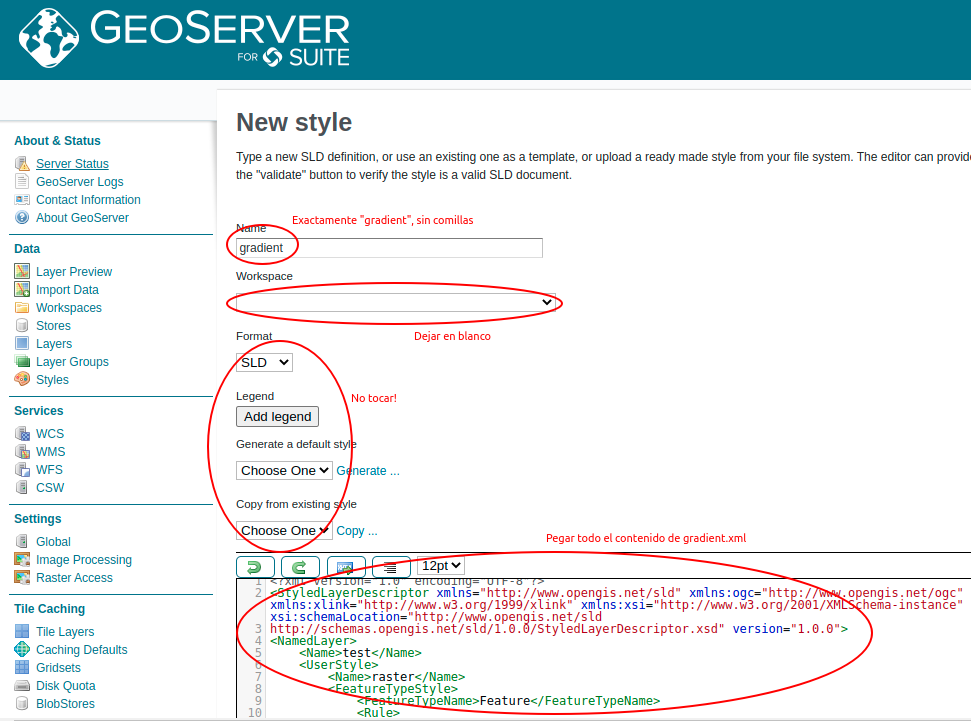 GEOSERVER
FOR SUITE
About & Status
Server Status
GeoServer Logs
Contact Information
About GeoServer
Data
Layer Preview
Import Data
Workspaces
Stores
Layers
Layer Groups
Styles
Services
WCS
WMS
WFS
CSW
Settings
Global
Image Processing
Raster Access
Tile Caching
Tile Layers
Caching Defaults
Gridsets
Disk Quota
BlobStores
New style
Type a new SLD definition, or use an existing one as a template, or upload a ready made style from your file system. The editor can provide
the "validate" button to verify the style is a valid SLD document.
Exactamente "gradient", sin comillas
Name
gradient
Workspace
Format
Dejar en blanco
SLD
Legend
No tocar!
Add legend
Generate a default style
Choose One Generate ...
Copy from existing style
Choose One Copy ...
Pegar todo el contenido de gradient.xml
12pt
1 <?xml version="1.0" encoding="UTF-8"?>
2 <StyledLayerDescriptor xmlns="http://www.opengis.net/sld" xmlns:ogc="http://www.opengis.net/ogc"
xmlns:xlink="http://www.w3.org/1999/xlink" xmlns:xsi="http://www.w3.org/2001/XMLSchema-instance"
xsi:schemaLocation="http://www.opengis.net/sld
3 http://schemas.opengis.net/sld/1.0.0/StyledLayerDescriptor.xsd" version="1.0.0">
4 <NamedLayer>
5 <Name>test</Name>
6 <UserStyle>
7 <Name>raster</Name>
8 <FeatureTypeStyle>
9 <FeatureTypeName>Feature</FeatureTypeName>
10 <Rule>